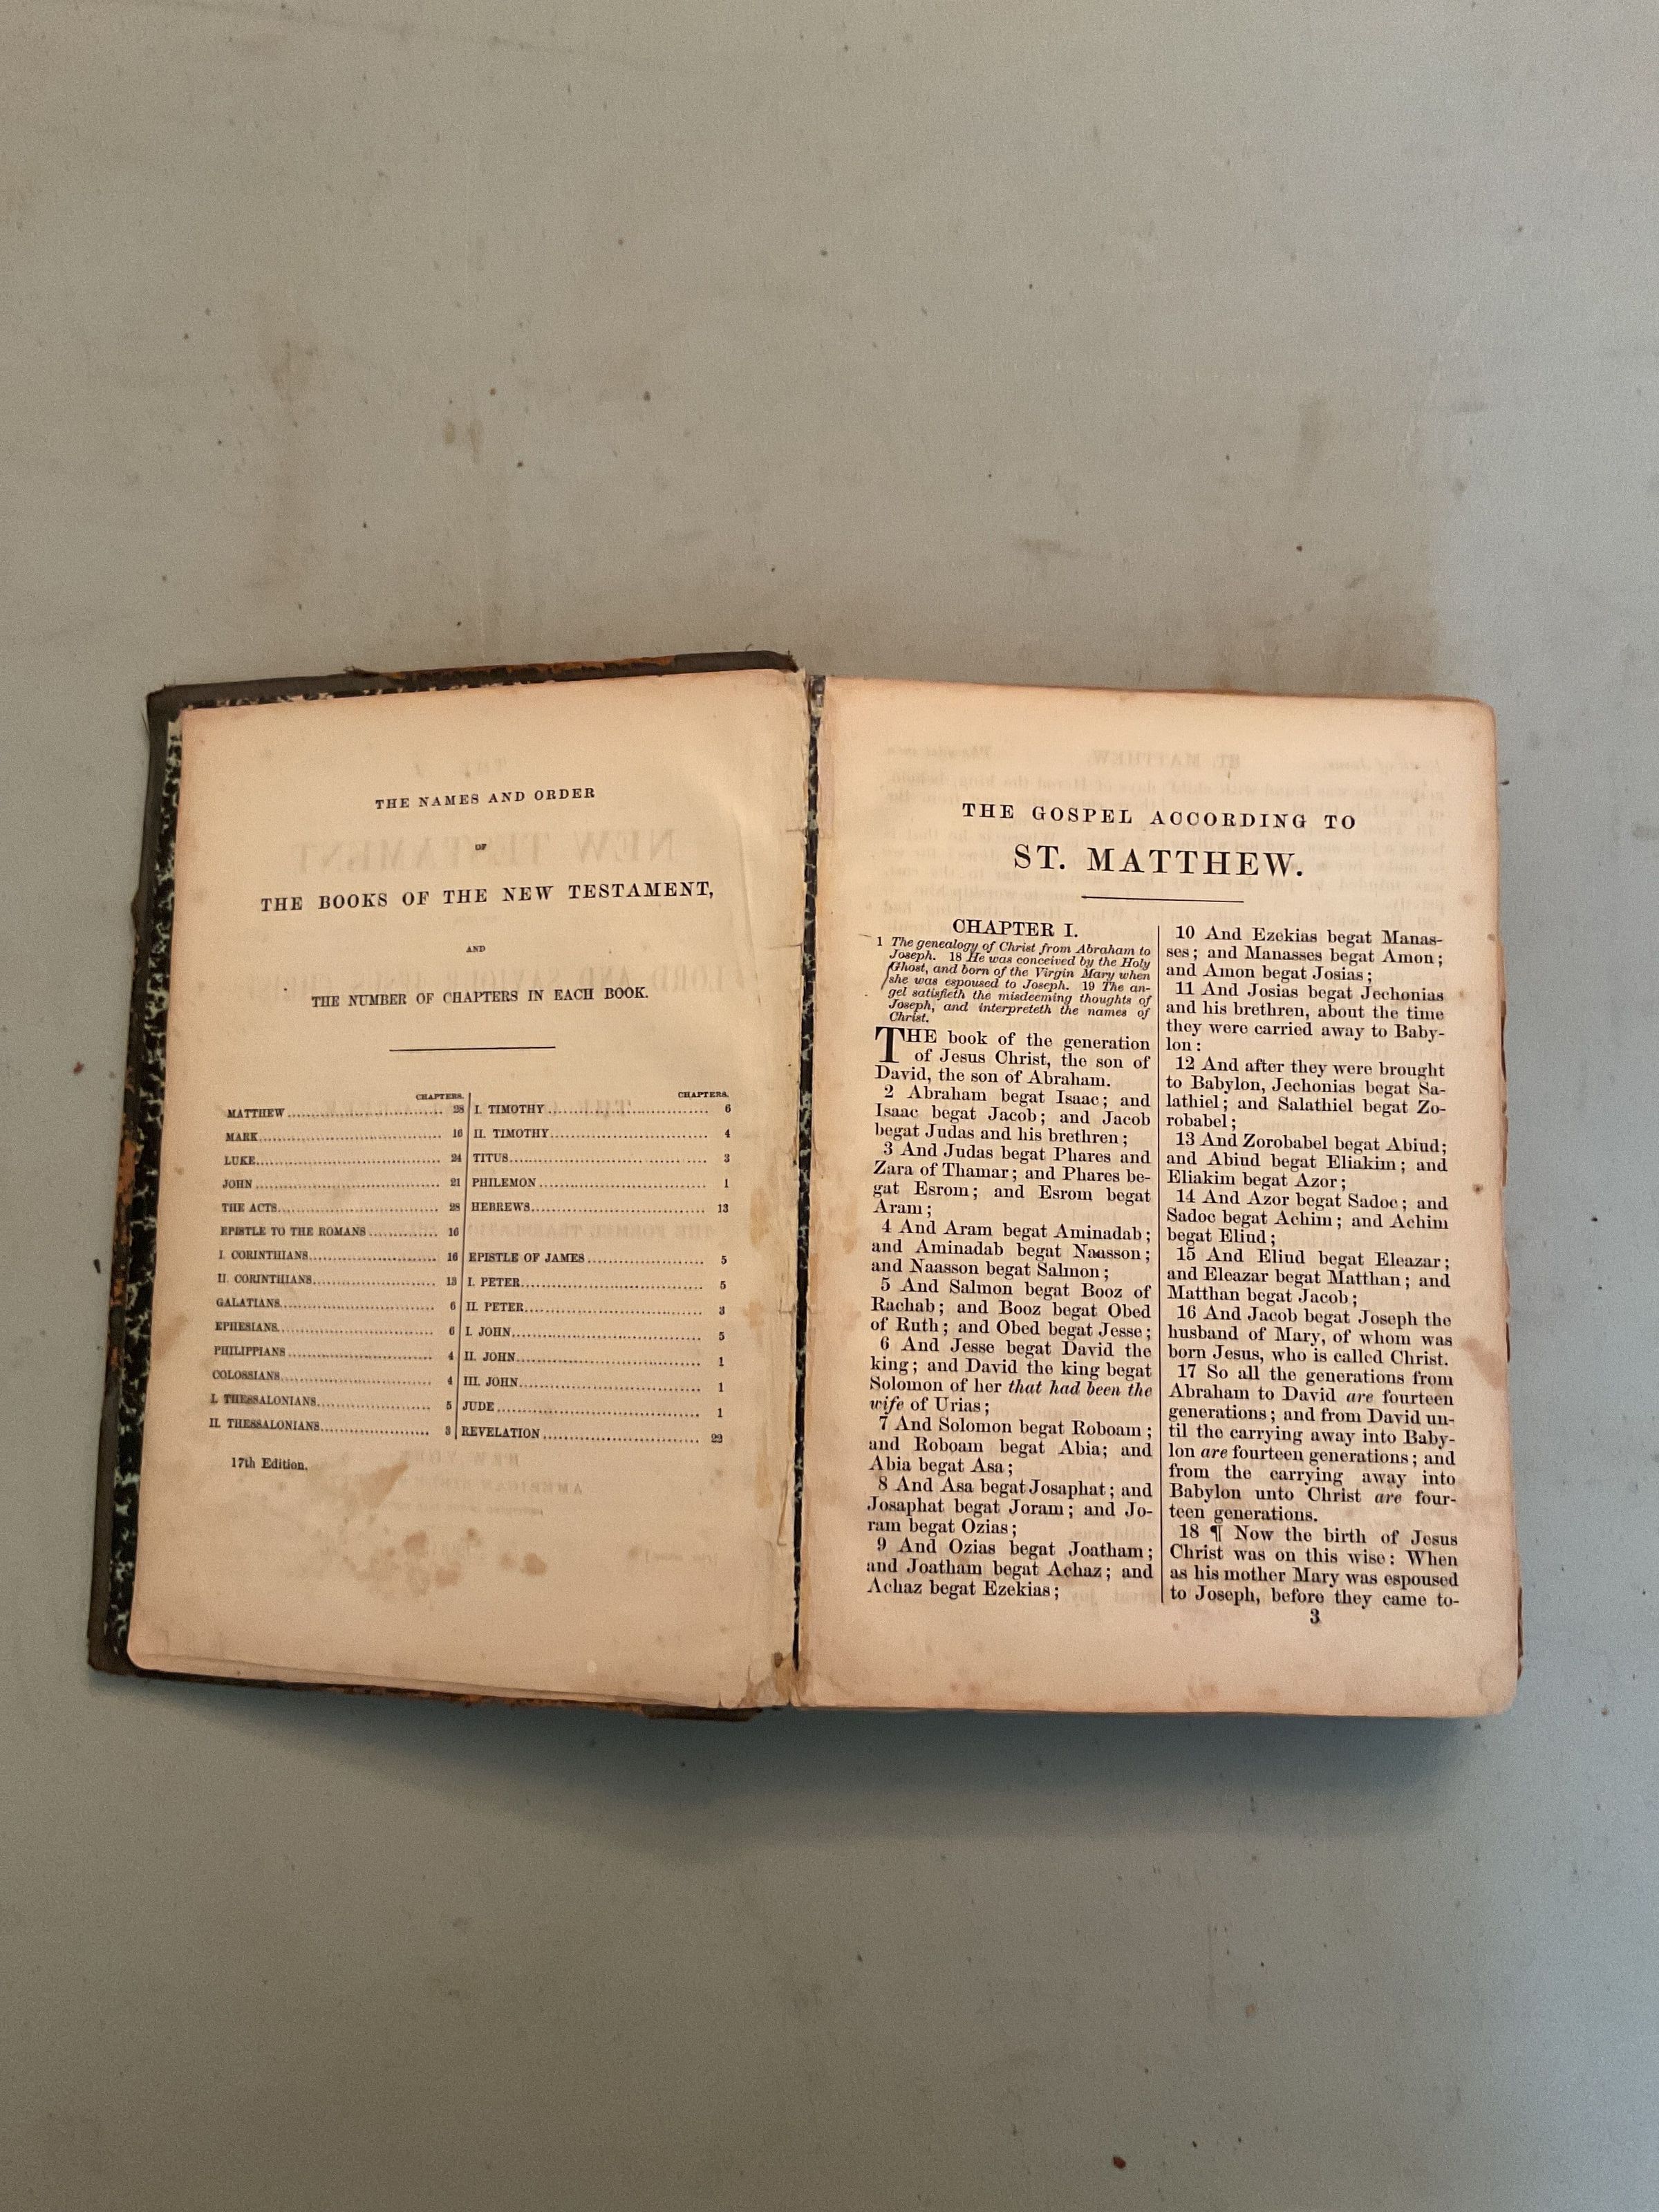 THE NAMES AND ORDER
OF
THE BOOKS OF THE NEW TESTAMENT,
AND
THE NUMBER OF CHAPTERS IN EACH BOOK.
CHAPTERS.
MATTHEW 28
MARK 16
LUKE 24
JOHN 21
THE ACTS 28
EPISTLE TO THE ROMANS 16
I. CORINTHIANS 16
II. CORINTHIANS 13
GALATIANS 6
EPHESIANS 6
PHILIPPIANS 4
COLOSSIANS 4
I. THESSALONIANS 5
II. THESSALONIANS 3
CHAPTERS.
I. TIMOTHY 6
II. TIMOTHY 4
TITUS 3
PHILEMON 1
HEBREWS 13
EPISTLE OF JAMES 5
I. PETER 5
II. PETER 3
I. JOHN 5
II. JOHN 1
III. JOHN 1
JUDE 1
REVELATION 22
17th Edition.
THE GOSPEL ACCORDING TO
ST. MATTHEW.
CHAPTER I.
1 The genealogy of Christ from Abraham to
Joseph. 18 He was conceived by the Holy
Ghost, and born of the Virgin Mary when
she was espoused to Joseph. 19 The an-
gel satisfieth the misdeeming thoughts of
Joseph, and interpreteth the names of
Christ.
THE book of the generation
of Jesus Christ, the son of
David, the son of Abraham.
2 Abraham begat Isaac; and
Isaac begat Jacob; and Jacob
begat Judas and his brethren;
3 And Judas begat Phares and
Zara of Thamar; and Phares be-
gat Esrom; and Esrom begat
Aram;
4 And Aram begat Aminadab;
and Aminadab begat Naasson;
and Naasson begat Salmon;
5 And Salmon begat Booz of
Rachab; and Booz begat Obed
of Ruth; and Obed begat Jesse;
6 And Jesse begat David the
king; and David the king begat
Solomon of her that had been the
wife of Urias;
7 And Solomon begat Roboam;
and Roboam begat Abia; and
Abia begat Asa;
8 And Asa begat Josaphat; and
Josaphat begat Joram; and Jo-
ram begat Ozias;
9 And Ozias begat Joatham;
and Joatham begat Achaz; and
Achaz begat Ezekias;
10 And Ezekias begat Manas-
ses; and Manasses begat Amon;
and Amon begat Josias;
11 And Josias begat Jechonias
and his brethren, about the time
they were carried away to Baby-
lon:
12 And after they were brought
to Babylon, Jechonias begat Sa-
lathiel; and Salathiel begat Zo-
robabel;
13 And Zorobabel begat Abiud;
and Abiud begat Eliakim; and
Eliakim begat Azor;
14 And Azor begat Sadoc; and
Sadoc begat Achim; and Achim
begat Eliud;
15 And Eliud begat Eleazar;
and Eleazar begat Matthan; and
Matthan begat Jacob;
16 And Jacob begat Joseph the
husband of Mary, of whom was
born Jesus, who is called Christ.
17 So all the generations from
Abraham to David are fourteen
generations; and from David un-
til the carrying away into Baby-
lon are fourteen generations; and
from the carrying away into
Babylon unto Christ are four-
teen generations.
18 ¶ Now the birth of Jesus
Christ was on this wise: When
as his mother Mary was espoused
to Joseph, before they came to-
3